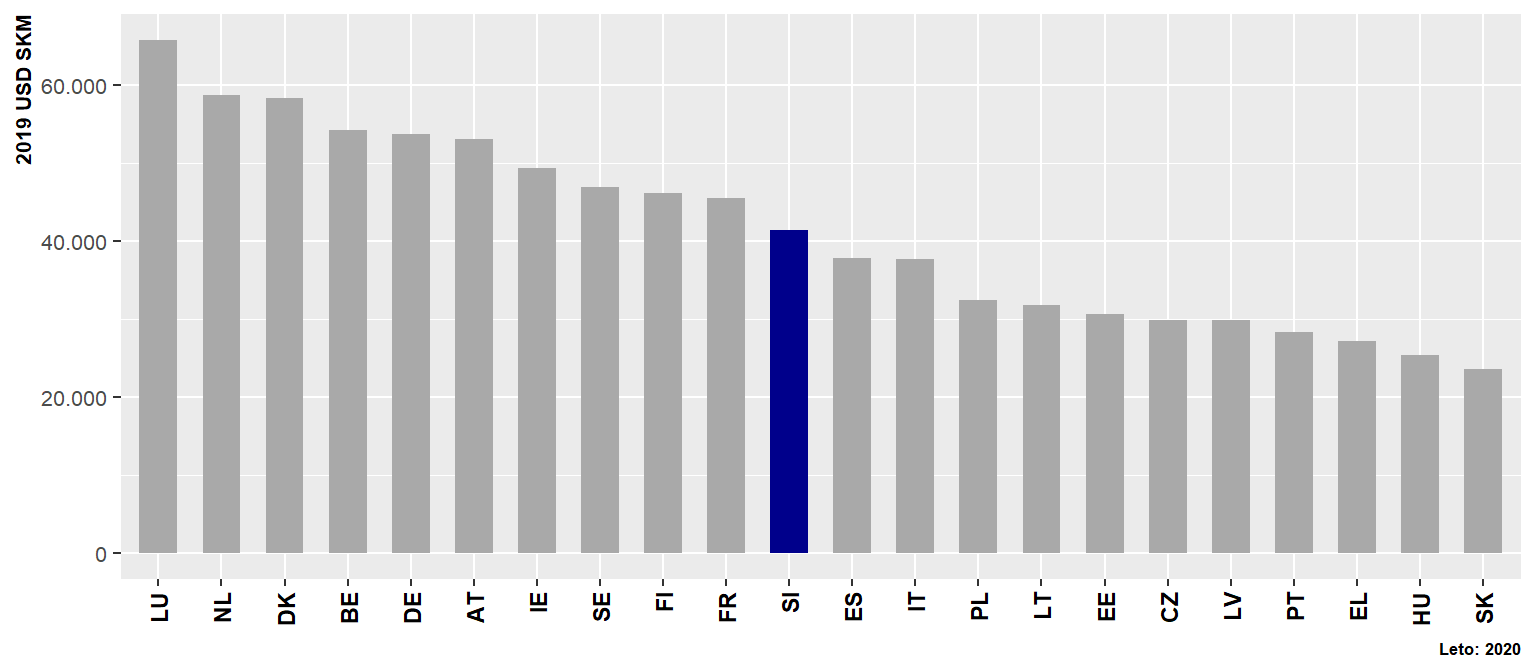 2019 USD SKM
60.000
40.000
20.000
0
LU NL DK BE DE AT IE SE FI FR SI ES IT PL LT EE CZ LV PT EL HU SK
Leto: 2020